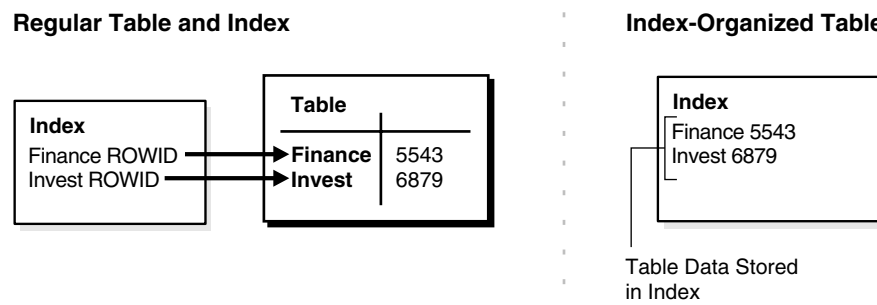 Regular Table and Index
Index
Finance ROWID
Invest ROWID
Table
Finance 5543
Invest 6879
Index-Organized Table
Index
Finance 5543
Invest 6879
Table Data Stored
in Index